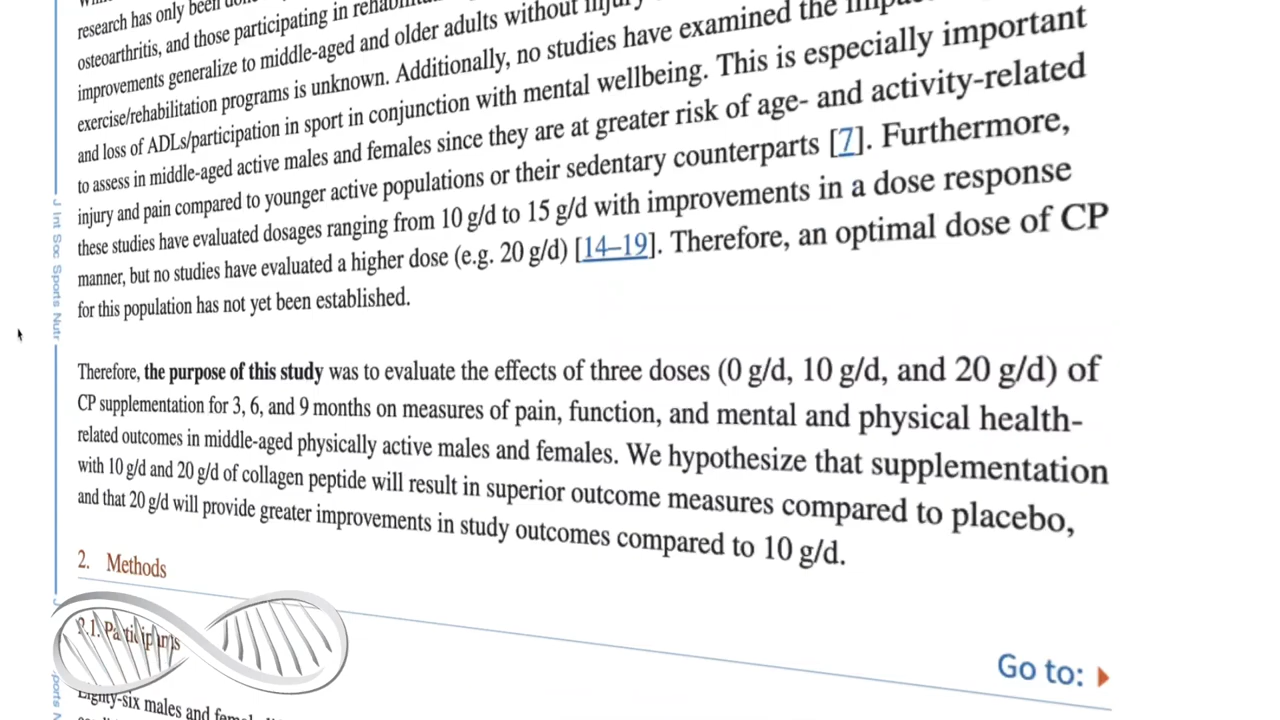 research has only been
osteoarthritis, and those participating in
improvements generalize to middle-aged and older adults without
exercise/rehabilitation programs is unknown. Additionally, no studies have examined the
and loss of ADLs/participation in sport in conjunction with mental wellbeing. This is especially important
to assess in middle-aged active males and females since they are at greater risk of age- and activity-related
injury and pain compared to younger active populations or their sedentary counterparts [7]. Furthermore,
these studies have evaluated dosages ranging from 10 g/d to 15 g/d with improvements in a dose response
manner, but no studies have evaluated a higher dose (e.g. 20 g/d) [14–19]. Therefore, an optimal dose of CP
for this population has not yet been established.
Therefore, the purpose of this study was to evaluate the effects of three doses (0 g/d, 10 g/d, and 20 g/d) of
CP supplementation for 3, 6, and 9 months on measures of pain, function, and mental and physical health-
related outcomes in middle-aged physically active males and females. We hypothesize that supplementation
with 10 g/d and 20 g/d of collagen peptide will result in superior outcome measures compared to placebo,
and that 20 g/d will provide greater improvements in study outcomes compared to 10 g/d.
2. Methods
Go to:
2.1. Participants
Eighty-six males and
J Int Soc Sports Nutr